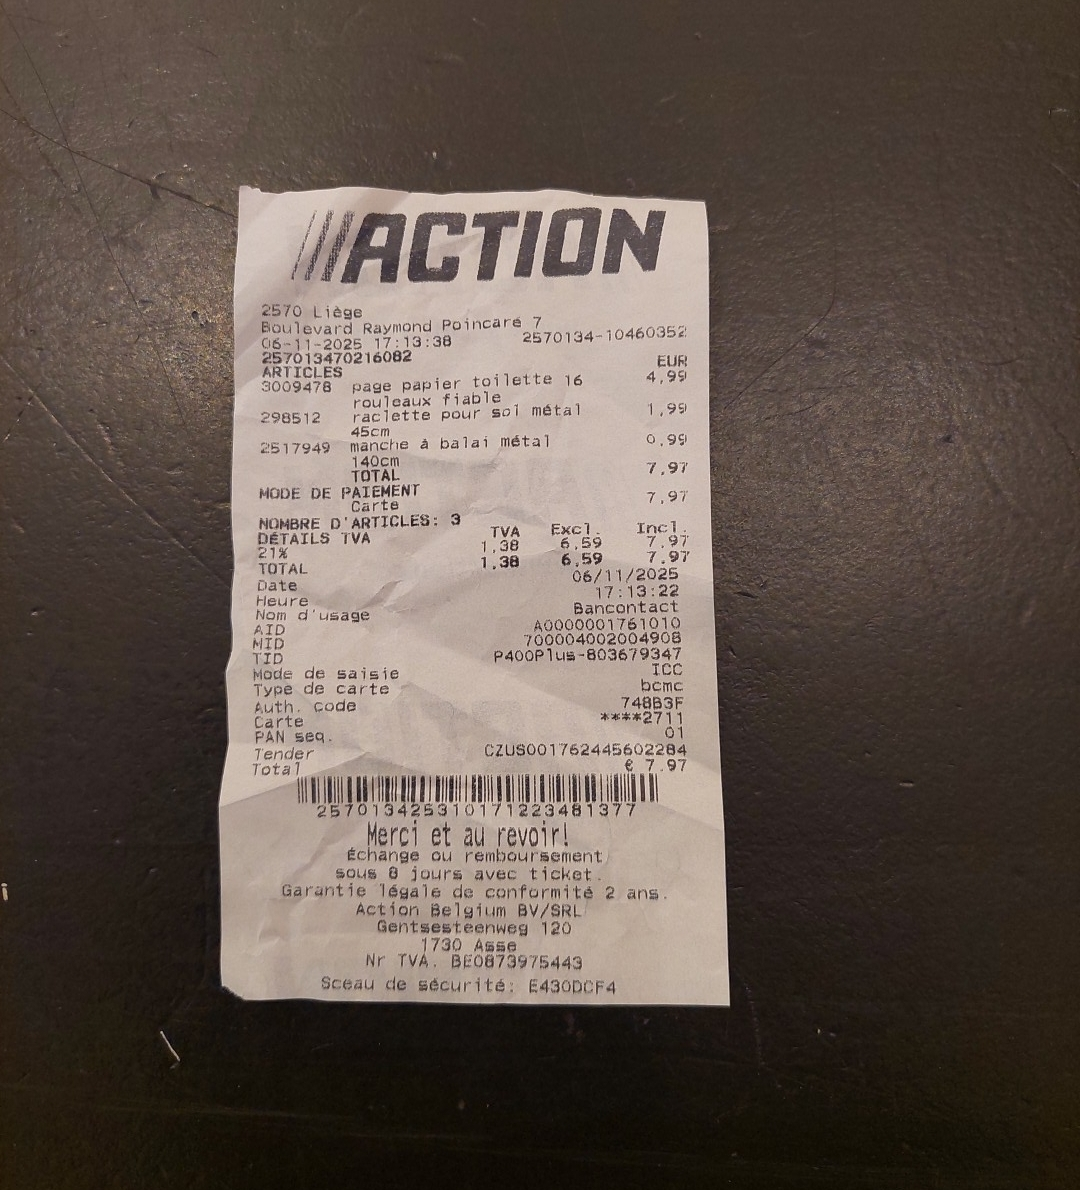 ACTION
2570 Liège
Boulevard Raymond Poincaré 7
06-11-2025 17:13:38 2570134-10460352
257013470216082
ARTICLES EUR
3009478 page papier toilette 16 4,99
rouleaux fiable
298512 raclette pour sol métal 1,99
45cm
2517949 manche à balai métal 0,99
140cm
TOTAL 7,97
MODE DE PAIEMENT
Carte 7,97
NOMBRE D'ARTICLES: 3
DÉTAILS TVA TVA Excl. Incl.
21% 1,38 6,59 7,97
TOTAL 1,38 6,59 7,97
Date 06/11/2025
Heure 17:13:22
Nom d'usage Bancontact
AID A0000001761010
MID 700004002004908
TID P400Plus-803679347
Mode de saisie ICC
Type de carte bcmc
Auth. code 748B3F
Carte ****2711
PAN seq. 01
Tender CZUS001762445602284
Total € 7.97
257013425310171223481377
Merci et au revoir!
Échange ou remboursement
sous 8 jours avec ticket.
Garantie légale de conformité 2 ans.
Action Belgium BV/SRL
Gentsesteenweg 120
1730 Asse
Nr TVA. BE0873975443
Sceau de sécurité: E430DCF4